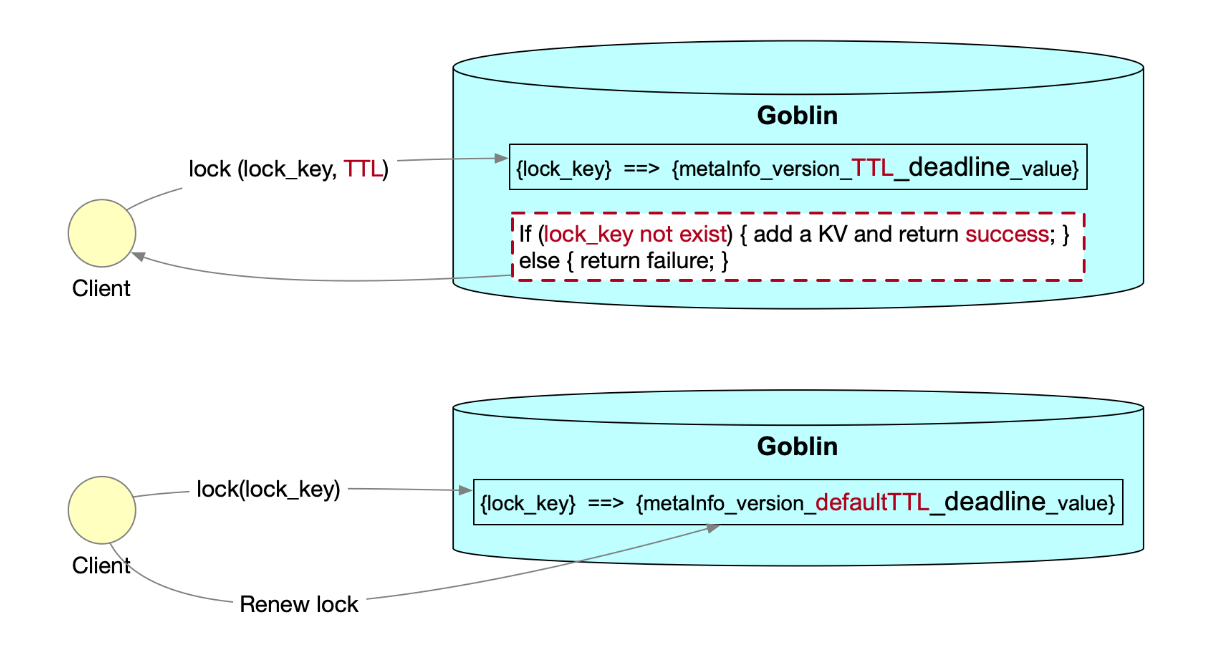 Goblin
lock (lock_key, TTL)
{lock_key} ==> {metaInfo_version_TTL_deadline_value}
If (lock_key not exist) { add a KV and return success; }
else { return failure; }
Client
Goblin
lock(lock_key)
{lock_key} ==> {metaInfo_version_defaultTTL_deadline_value}
Client
Renew lock